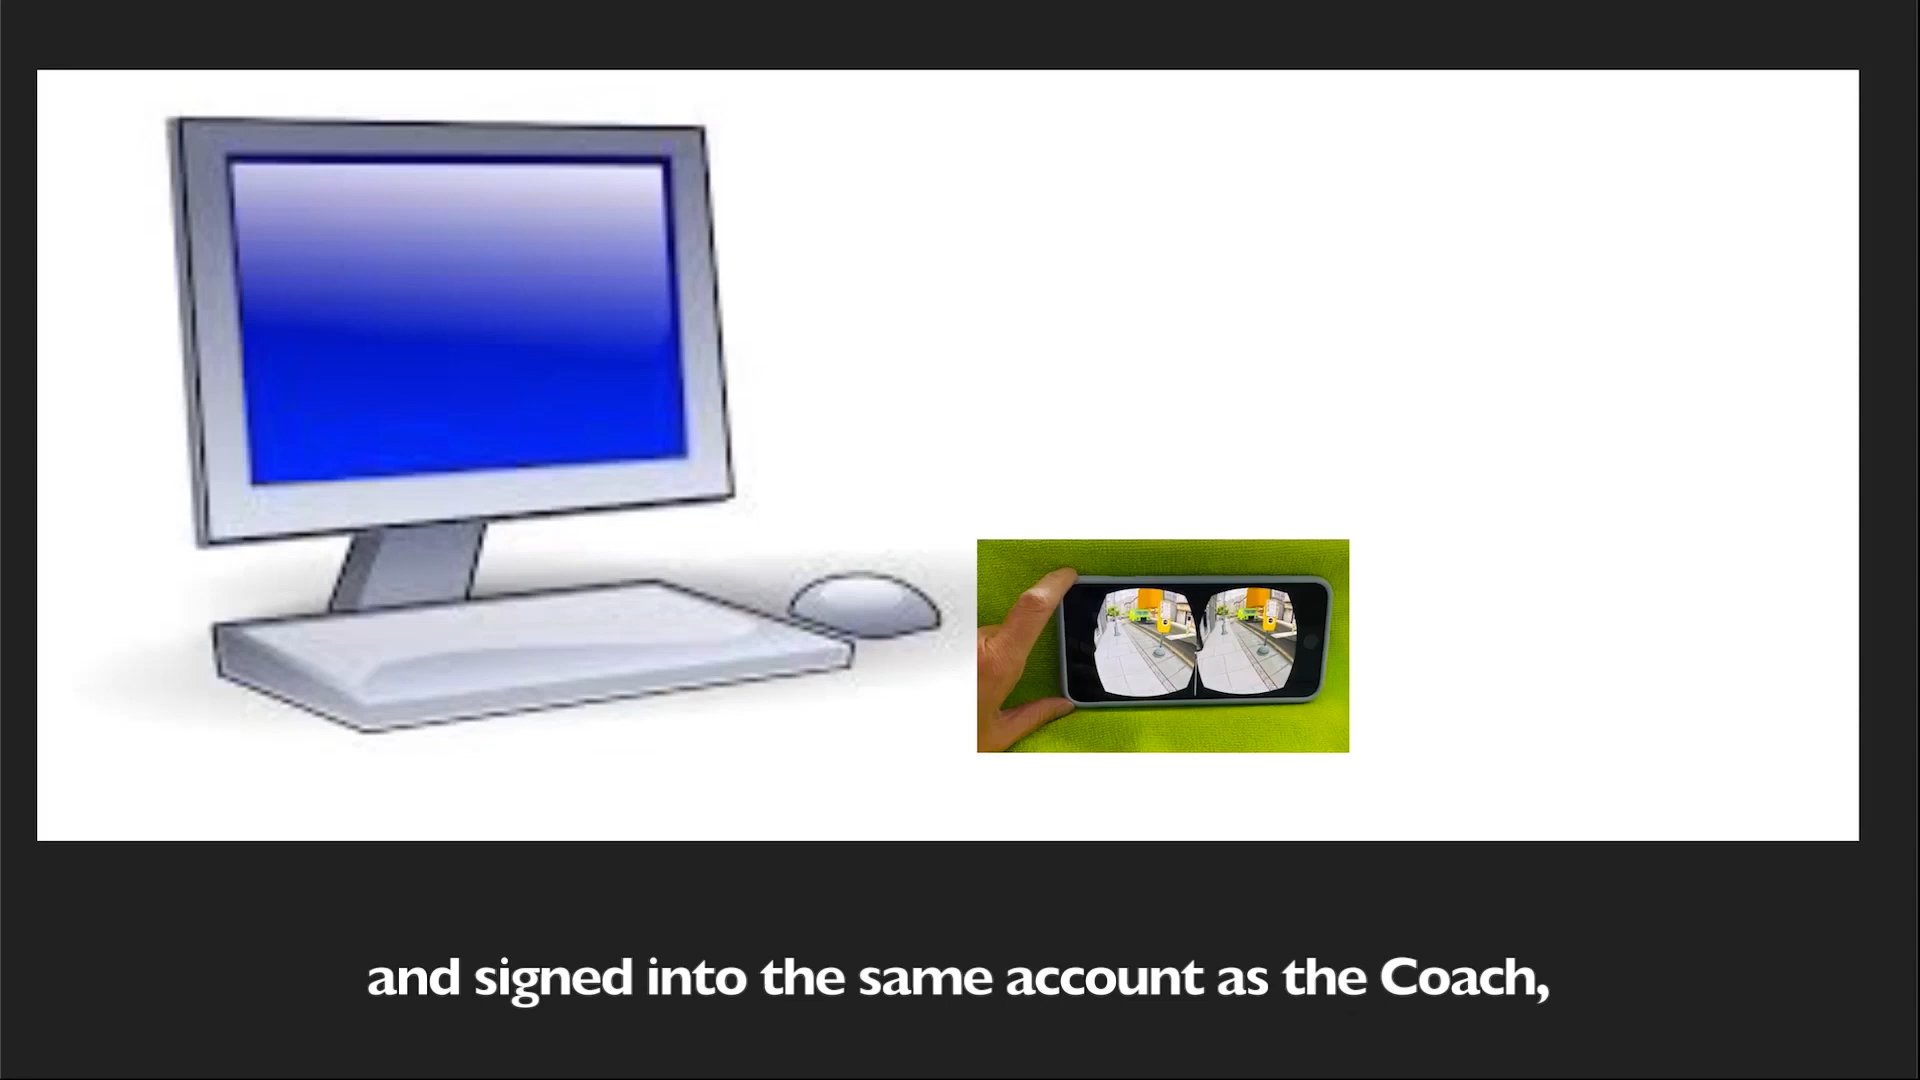 and signed into the same account as the Coach,